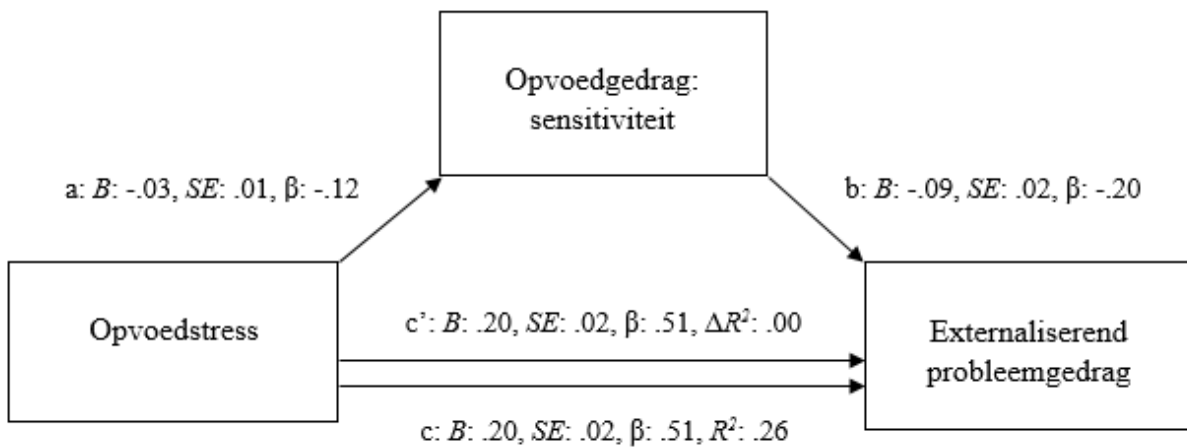 Opvoedgedrag:
sensitiviteit
a: B: -.03, SE: .01, β: -.12
b: B: -.09, SE: .02, β: -.20
Opvoedstress
c’: B: .20, SE: .02, β: .51, ΔR²: .00
Externaliserend
probleemgedrag
c: B: .20, SE: .02, β: .51, R²: .26